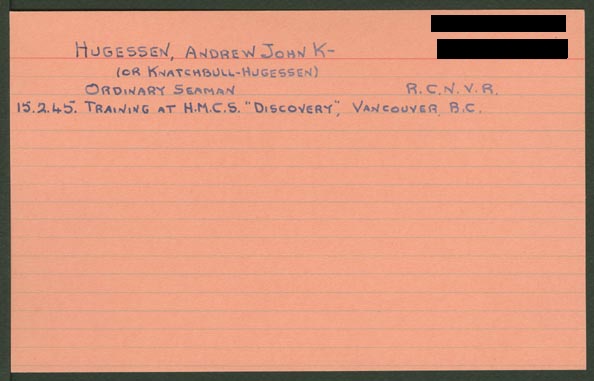 HUGESSEN, ANDREW JOHN K-
(OR KNATCHBULL-HUGESSEN)
ORDINARY SEAMAN R.C.N.V.R.
15.2.45. TRAINING AT H.M.C.S. "DISCOVERY", VANCOUVER, B.C.